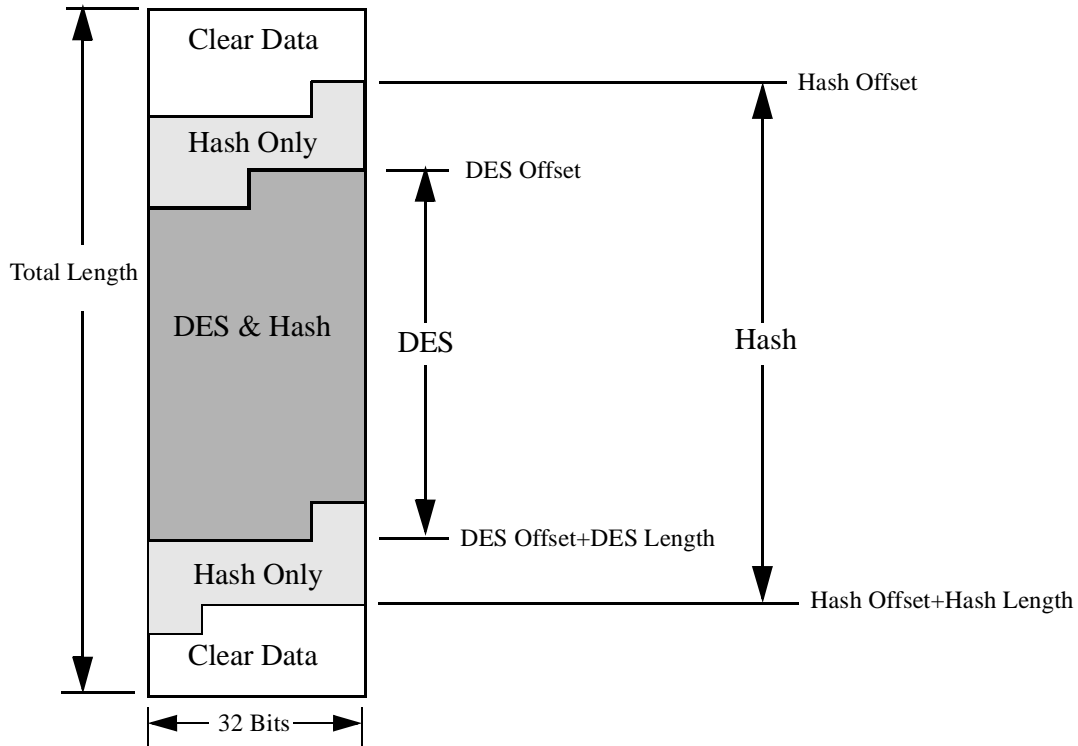 Clear Data
Hash Offset
Hash Only
DES Offset
Total Length
DES & Hash
DES
Hash
DES Offset+DES Length
Hash Only
Hash Offset+Hash Length
Clear Data
32 Bits